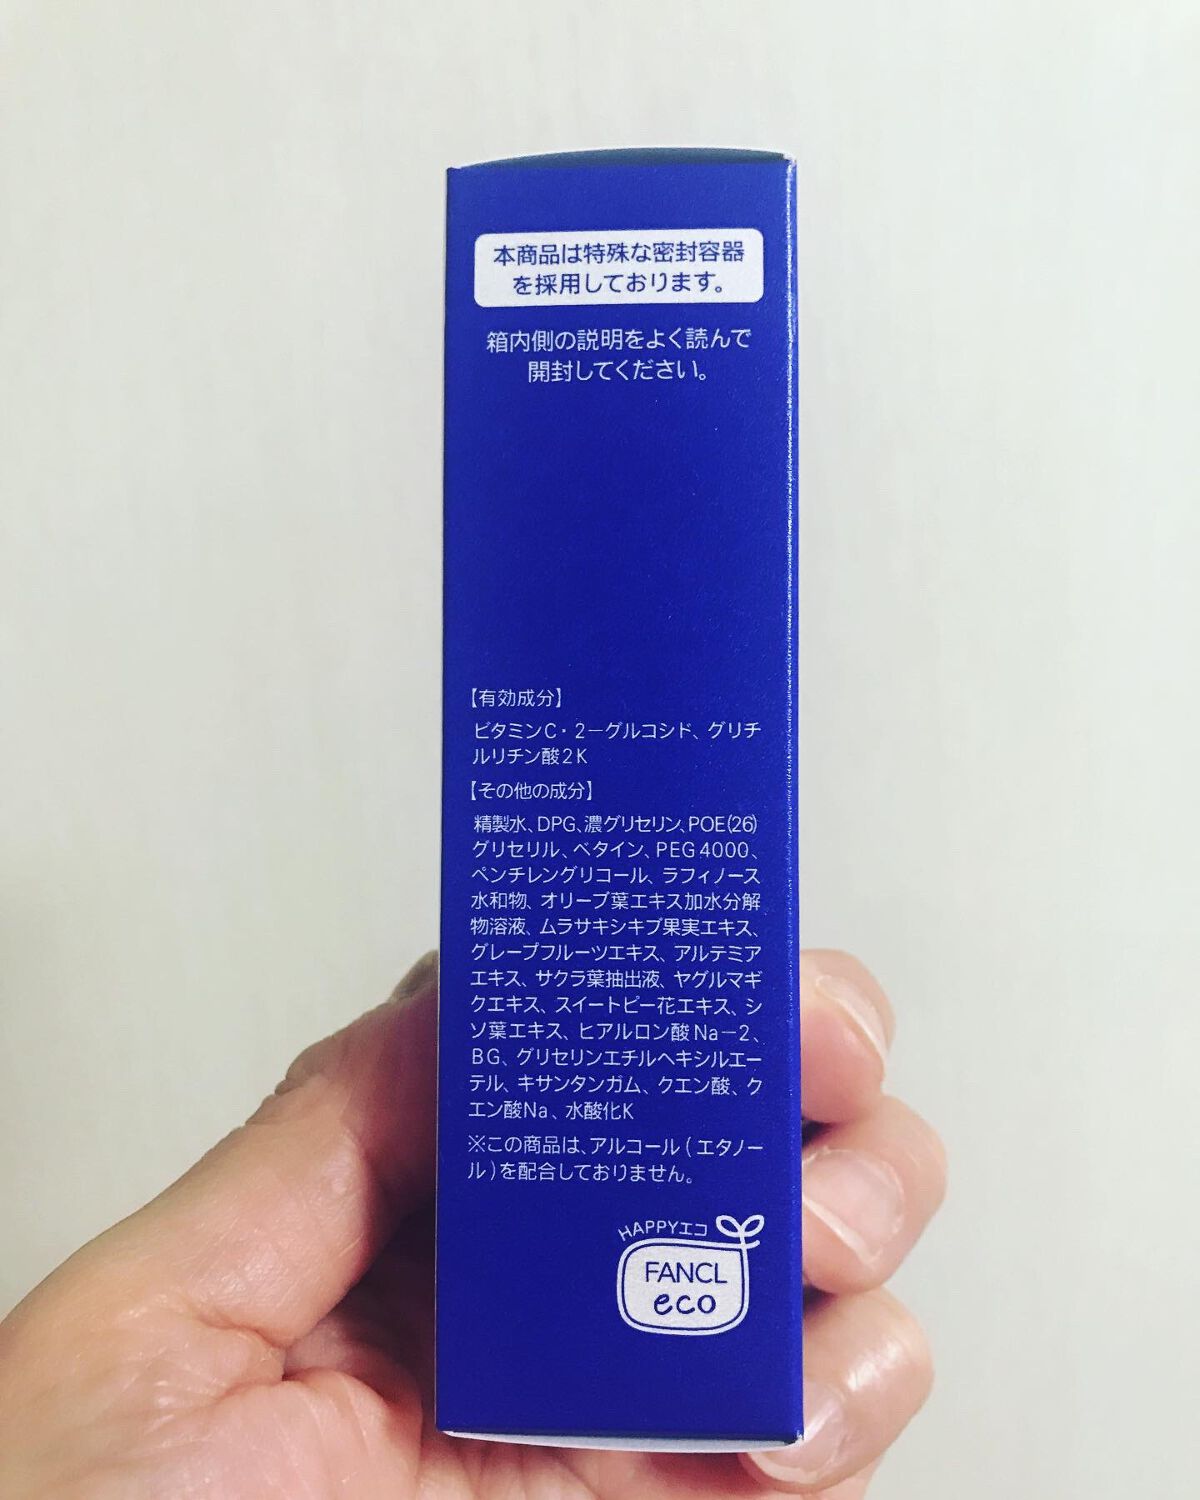 本商品は特殊な密封容器
を採用しております。
箱内側の説明をよく読んで
開封してください。
【有効成分】
ビタミンC・2－グルコシド、グリチ
ルリチン酸2K
【その他の成分】
精製水、DPG、濃グリセリン、POE(26)
グリセリル、ベタイン、PEG4000、
ペンチレングリコール、ラフィノース
水和物、オリーブ葉エキス加水分解
物溶液、ムラサキシキブ果実エキス、
グレープフルーツエキス、アルテミア
エキス、サクラ葉抽出液、ヤグルマギ
クエキス、スイートピー花エキス、シ
ソ葉エキス、ヒアルロン酸Na－2、
BG、グリセリンエチルヘキシルエー
テル、キサンタンガム、クエン酸、ク
エン酸Na、水酸化K
※この商品は、アルコール(エタノー
ル)を配合しておりません。
HAPPYエコ
FANCL
eco